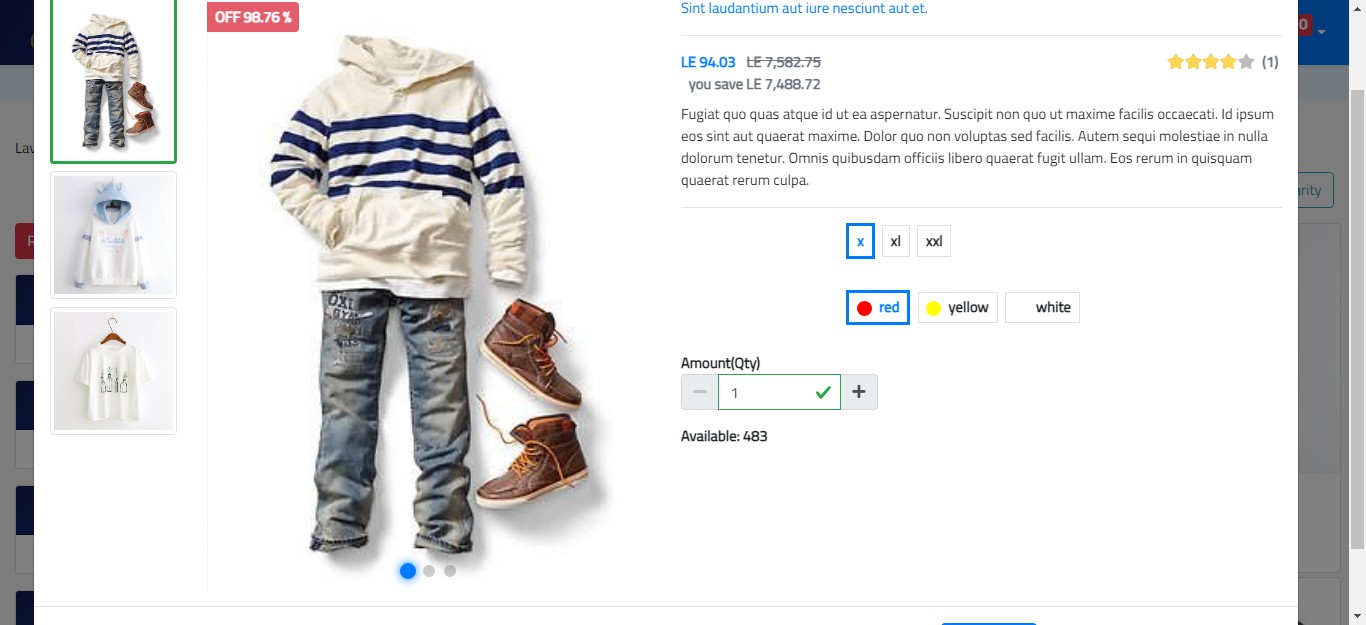 OFF 98.76 %
Sint laudantium aut iure nesciunt aut et.
LE 94.03 LE 7,582.75
(1)
you save LE 7,488.72
Fugiat quo quas atque id ut ea aspernatur. Suscipit non quo ut maxime facilis occaecati. Id ipsum
eos sint aut quaerat maxime. Dolor quo non voluptas sed facilis. Autem sequi molestiae in nulla
dolorum tenetur. Omnis quibusdam officiis libero quaerat fugit ullam. Eos rerum in quisquam
quaerat rerum culpa.
x xl xxl
red yellow white
Amount(Qty)
1
Available: 483